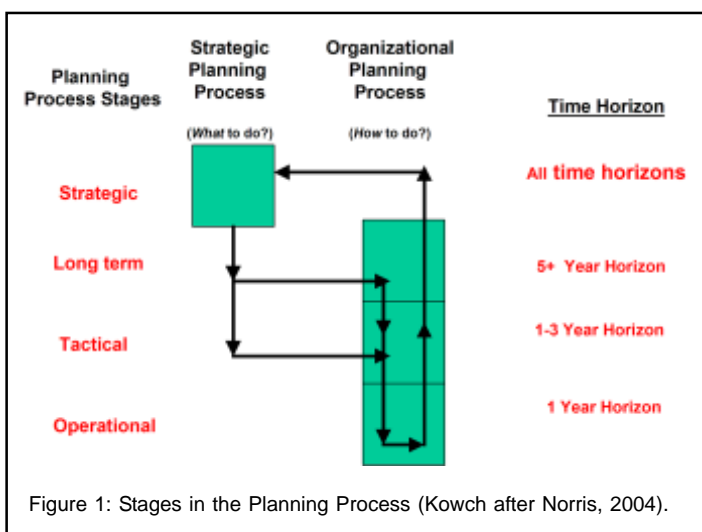 Planning
Process Stages
Strategic
Planning
Process
(What to do?)
Organizational
Planning
Process
(How to do?)
Time Horizon
Strategic
All time horizons
Long term
5+ Year Horizon
Tactical
1-3 Year Horizon
Operational
1 Year Horizon
Figure 1: Stages in the Planning Process (Kowch after Norris, 2004).